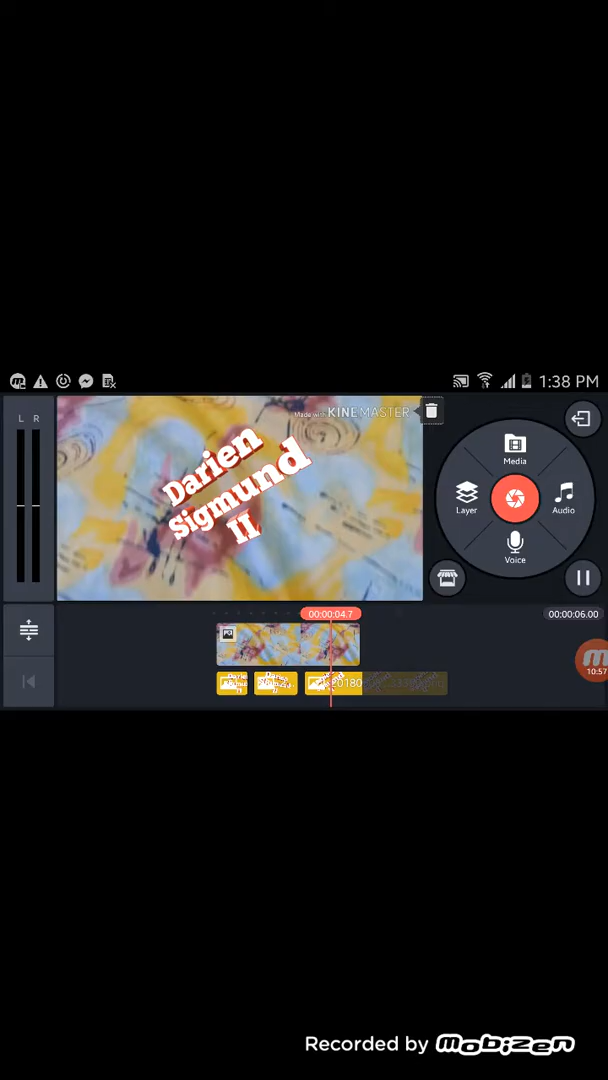 1:38 PM
L R
Made with KINEMASTER
Darien
Sigmund
II
Media
Layer
Audio
Voice
00:00:04.7
00:00:06.00
20180
10:57
Recorded by mobizen